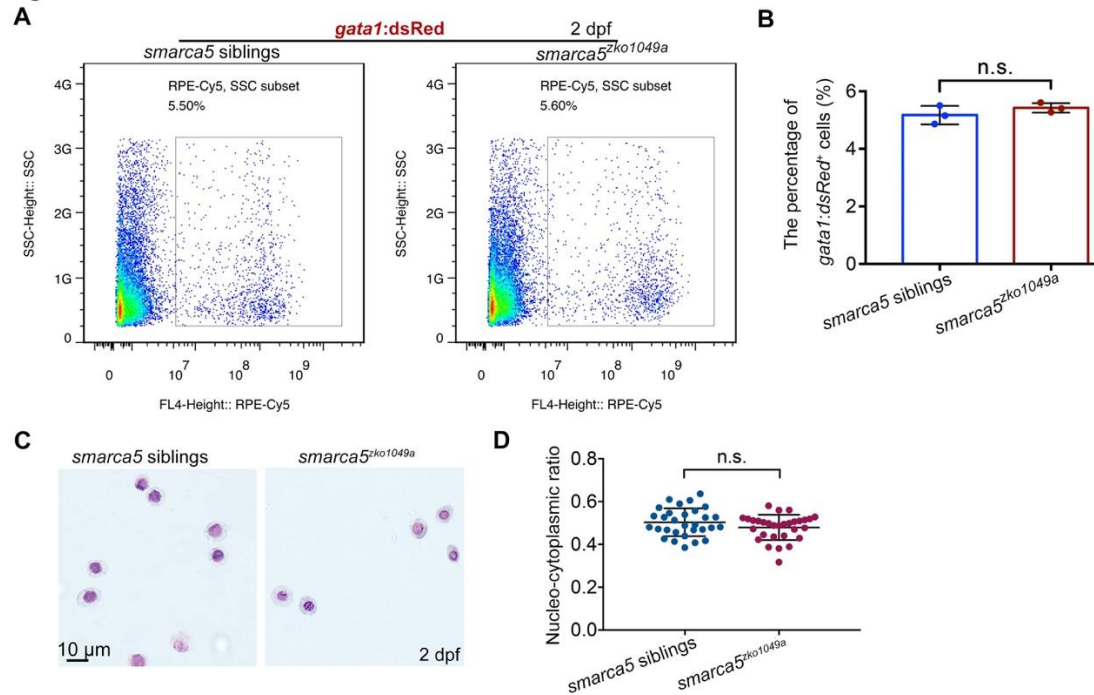 A
gata1:dsRed 2 dpf
smarca5 siblings smarca5zko1049a
RPE-Cy5, SSC subset
5.50%
SSC-Height:: SSC
4G
3G
2G
1G
0
0 10^7 10^8 10^9
FL4-Height:: RPE-Cy5
RPE-Cy5, SSC subset
5.60%
SSC-Height:: SSC
4G
3G
2G
1G
0
0 10^7 10^8 10^9
FL4-Height:: RPE-Cy5
B
n.s.
The percentage of
gata1:dsRed+ cells (%)
6
4
2
0
smarca5 siblings
smarca5zko1049a
C
smarca5 siblings smarca5zko1049a
10 µm
2 dpf
D
n.s.
Nucleo-cytoplasmic ratio
0.8
0.6
0.4
0.2
0.0
smarca5 siblings
smarca5zko1049a